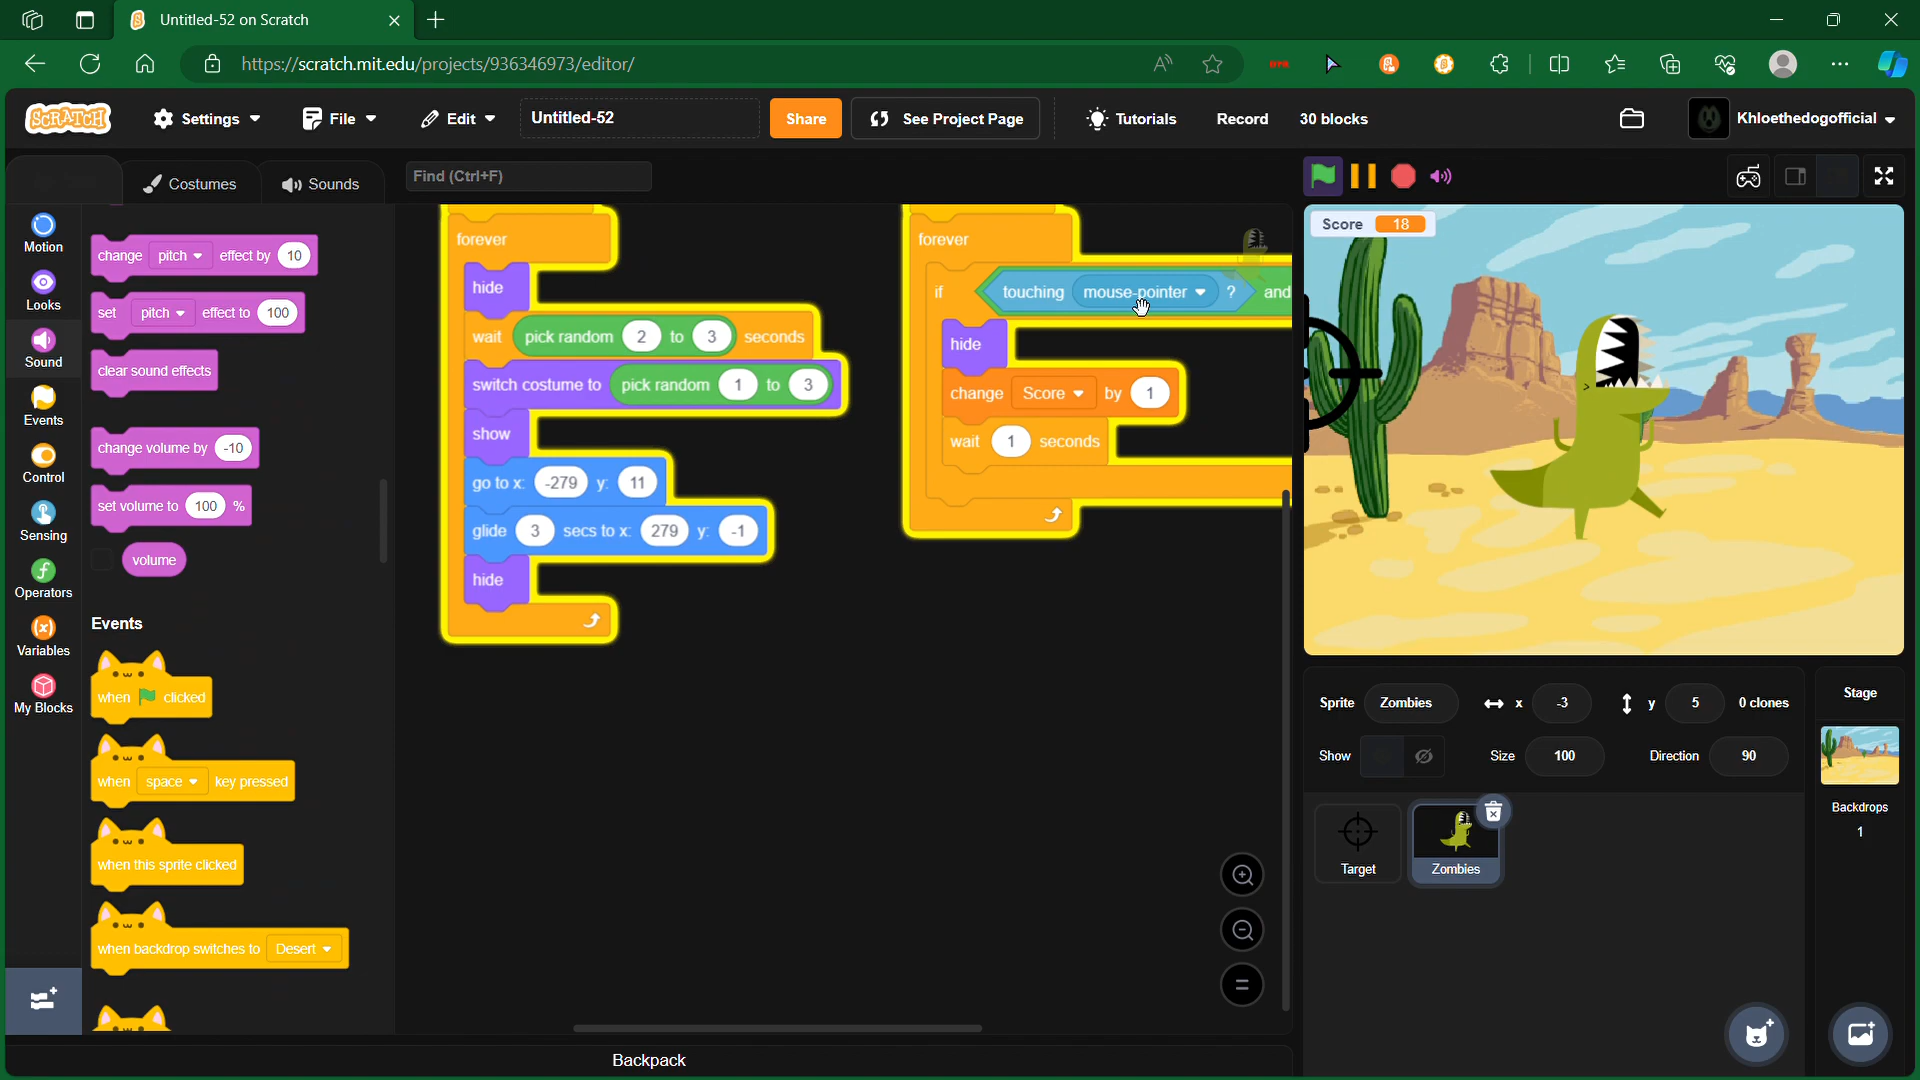 Untitled-52 on Scratch
https://scratch.mit.edu/projects/936346973/editor/
SCRATCH
Settings
File
Edit
Untitled-52
Share
See Project Page
Tutorials
Record
30 blocks
Khloethedogofficial
Costumes
Sounds
Find (Ctrl+F)
Motion
Looks
Sound
Events
Control
Sensing
Operators
Variables
My Blocks
change pitch effect by 10
set pitch effect to 100
clear sound effects
change volume by -10
set volume to 100 %
volume
Events
when clicked
when space key pressed
when this sprite clicked
when backdrop switches to Desert
forever
hide
wait pick random 2 to 3 seconds
switch costume to pick random 1 to 3
show
go to x: -279 y: 11
glide 3 secs to x: 279 y: -1
hide
forever
if touching mouse-pointer ? and
hide
change Score by 1
wait 1 seconds
Backpack
Score 18
Sprite Zombies x -3 y 5 0 clones
Show Size 100 Direction 90
Target
Zombies
Stage
Backdrops
1